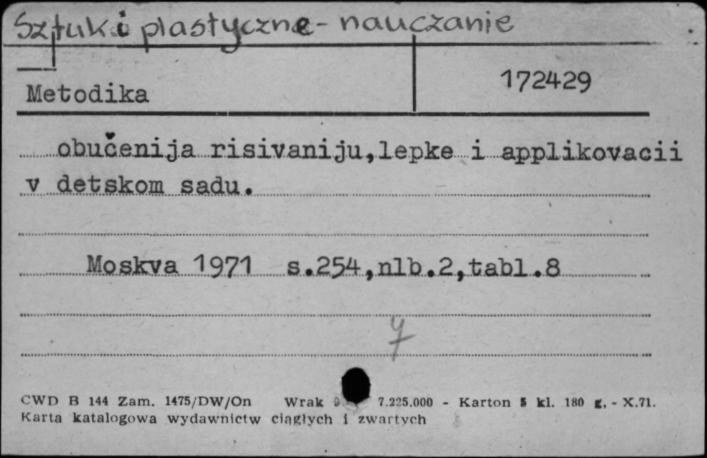 Sztuki plastyczne - nauczanie
172429
Metodika
obučenija risivaniju,lepke i applikovacii
v detskom sadu.
Moskva 1971 s.254,nlb.2,tabl.8
CWD B 144 Zam. 1475/DW/On Wrak 7.225.000 - Karton 5 kl. 180 g. - X.71.
Karta katalogowa wydawnictw ciągłych i zwartych